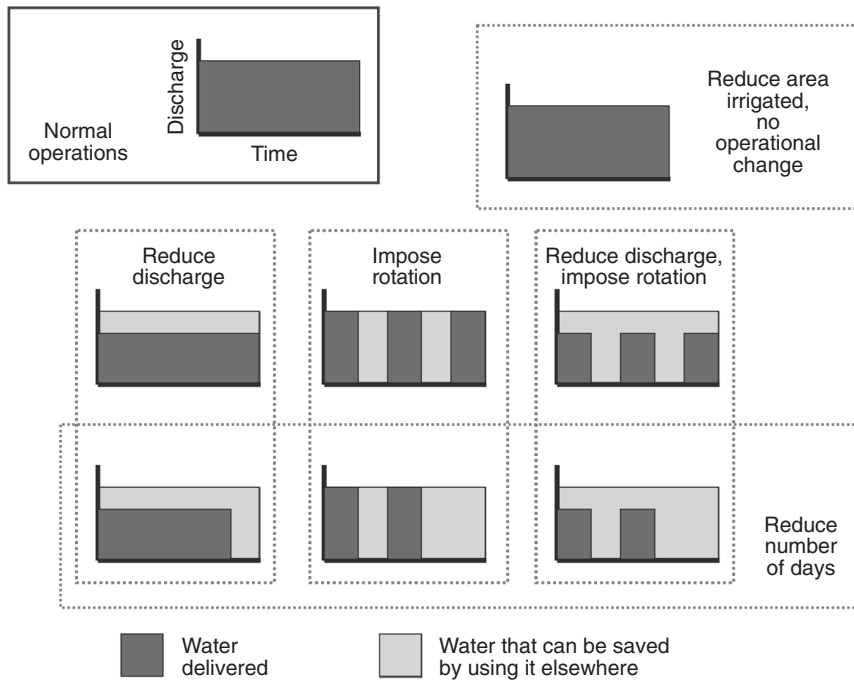 Discharge
Normal
operations
Time
Reduce area
irrigated,
no
operational
change
Reduce
discharge
Impose
rotation
Reduce discharge,
impose rotation
Reduce
number
of days
Water
delivered
Water that can be saved
by using it elsewhere